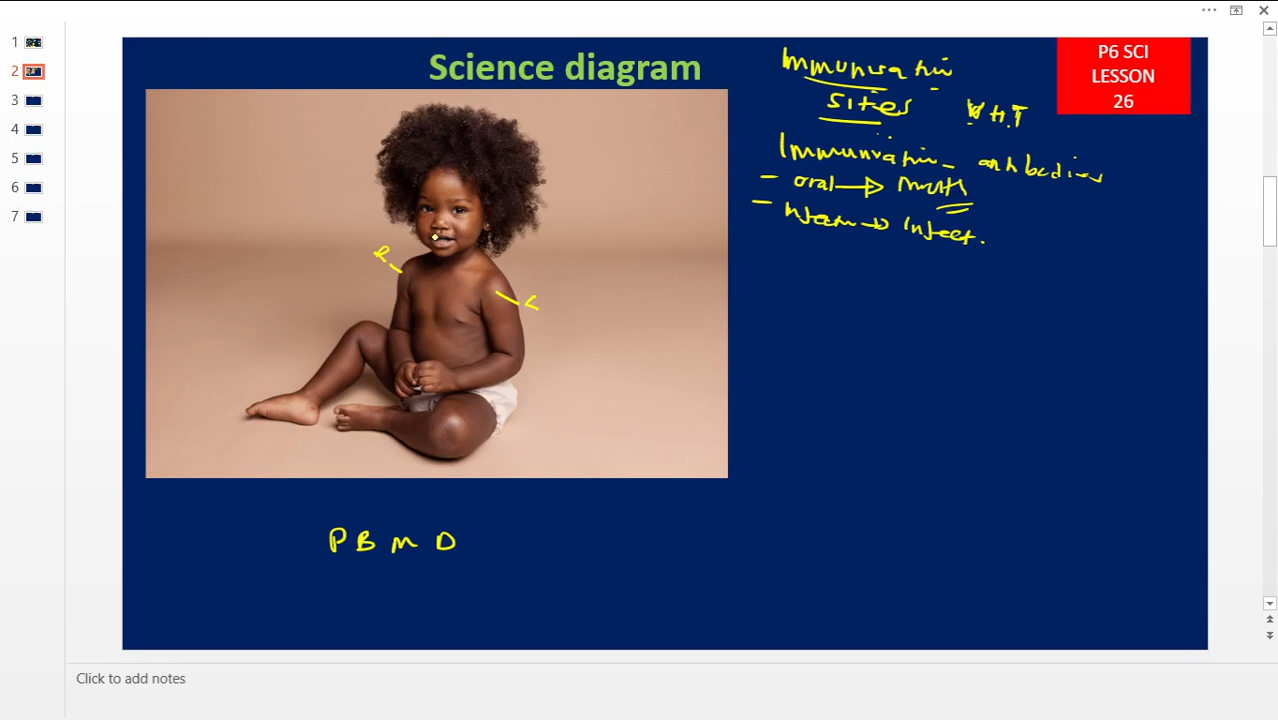 1
2
3
4
5
6
7
Science diagram
P6 SCI
LESSON
26
Immunisation
sites
V H T
Immunisation - antibodies
- oral → mouth
- → Inject.
R
L
P B M D
Click to add notes